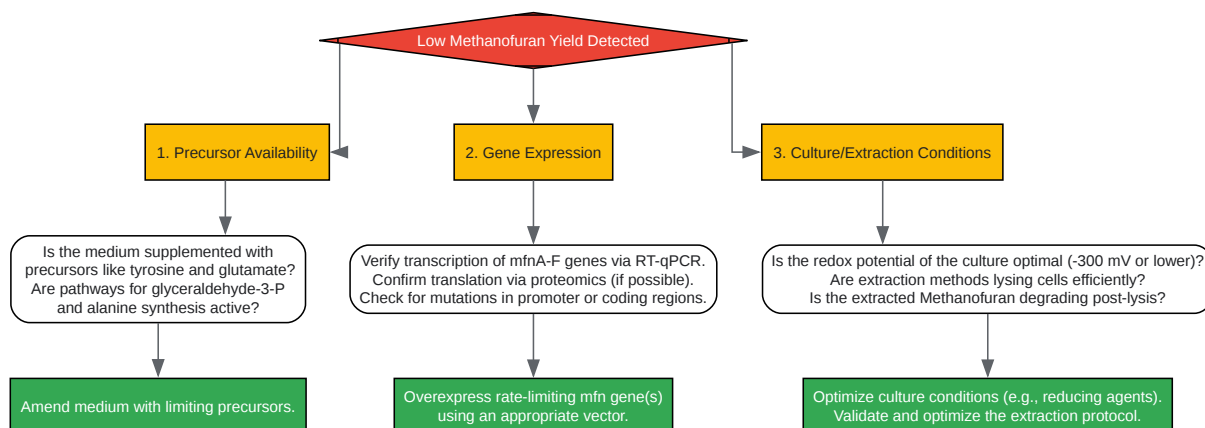 Low Methanofuran Yield Detected
1. Precursor Availability
2. Gene Expression
3. Culture/Extraction Conditions
Is the medium supplemented with
precursors like tyrosine and glutamate?
Are pathways for glyceraldehyde-3-P
and alanine synthesis active?
Verify transcription of mfnA-F genes via RT-qPCR.
Confirm translation via proteomics (if possible).
Check for mutations in promoter or coding regions.
Is the redox potential of the culture optimal (-300 mV or lower)?
Are extraction methods lysing cells efficiently?
Is the extracted Methanofuran degrading post-lysis?
Amend medium with limiting precursors.
Overexpress rate-limiting mfn gene(s)
using an appropriate vector.
Optimize culture conditions (e.g., reducing agents).
Validate and optimize the extraction protocol.